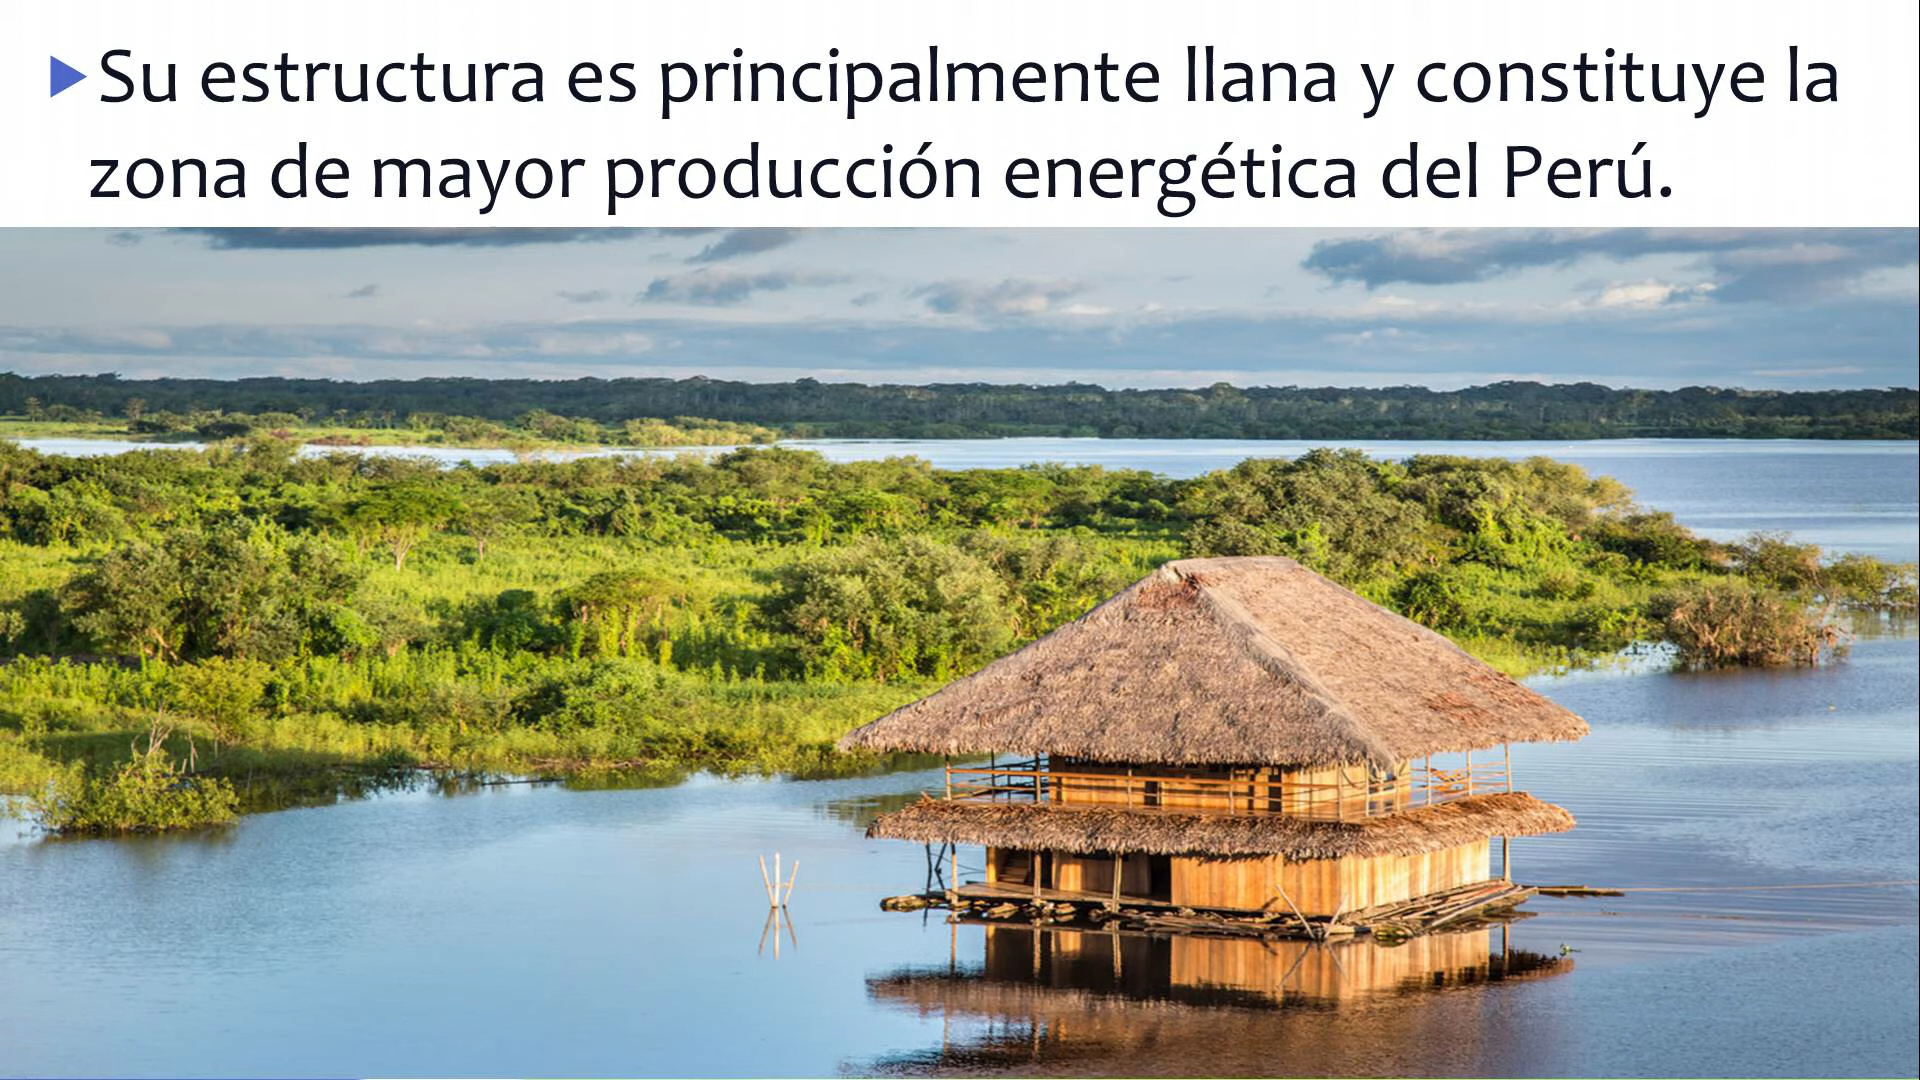 Su estructura es principalmente llana y constituye la
zona de mayor producción energética del Perú.